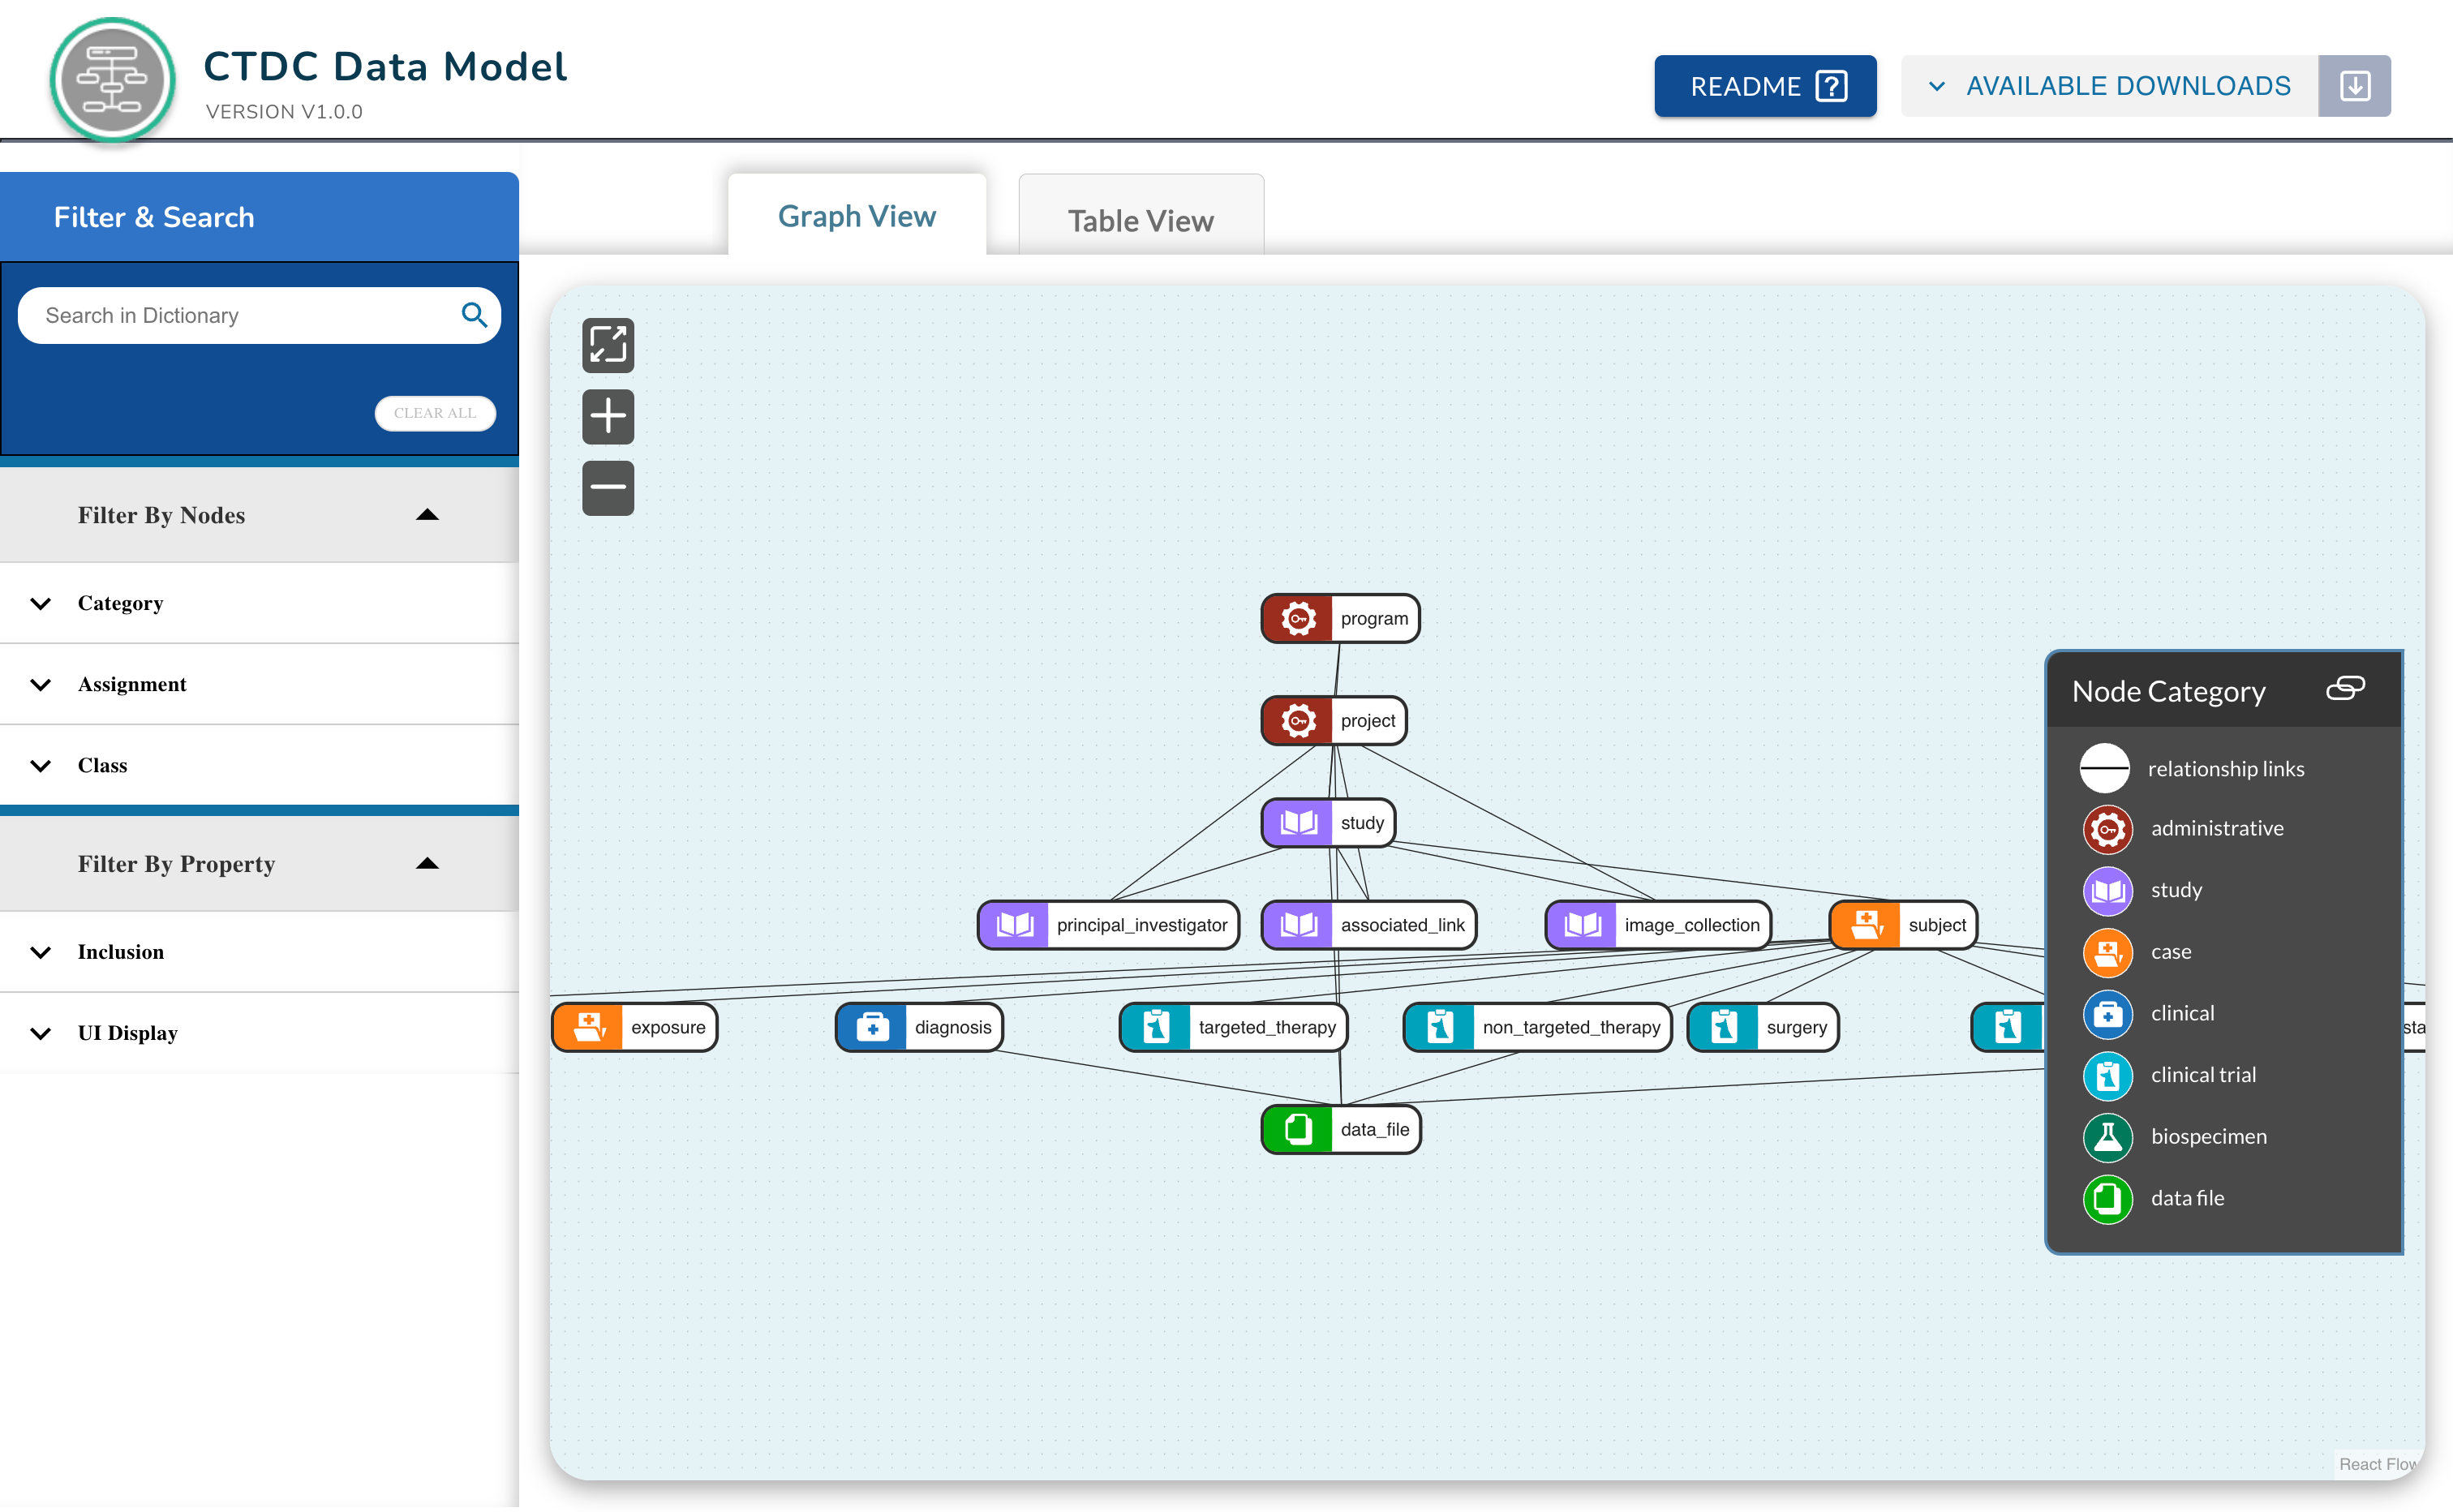 CTDC Data Model
VERSION V1.0.0
README ?
AVAILABLE DOWNLOADS
Filter & Search
Search in Dictionary
CLEAR ALL
Filter By Nodes
Category
Assignment
Class
Filter By Property
Inclusion
UI Display
Graph View
Table View
program
project
study
principal_investigator
associated_link
image_collection
subject
exposure
diagnosis
targeted_therapy
non_targeted_therapy
surgery
sta
data_file
Node Category
relationship links
administrative
study
case
clinical
clinical trial
biospecimen
data file
React Flow